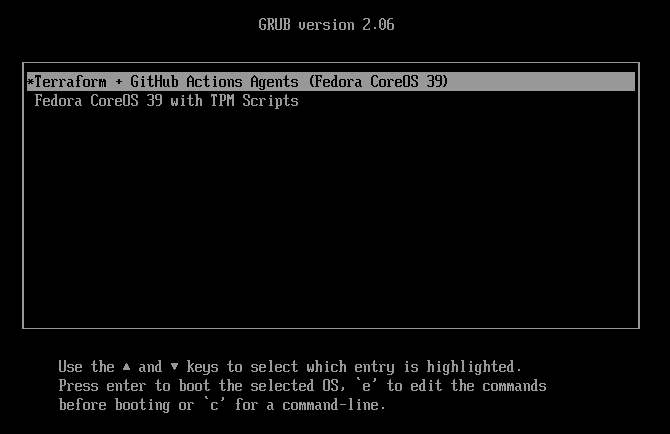 GRUB version 2.06
*Terraform + GitHub Actions Agents (Fedora CoreOS 39)
Fedora CoreOS 39 with TPM Scripts
Use the ▲ and ▼ keys to select which entry is highlighted.
Press enter to boot the selected OS, `e' to edit the commands
before booting or `c' for a command-line.